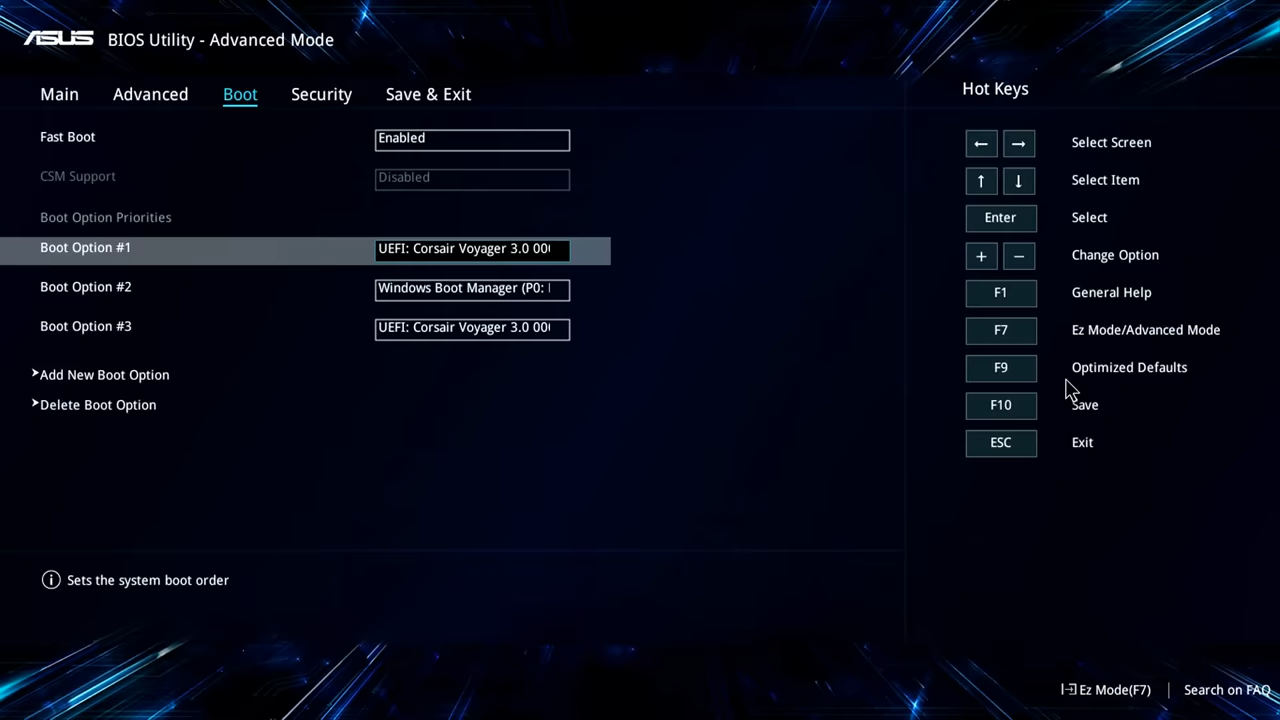 ASUS BIOS Utility - Advanced Mode
Main Advanced Boot Security Save & Exit
Fast Boot Enabled
CSM Support Disabled
Boot Option Priorities
Boot Option #1 UEFI: Corsair Voyager 3.0
Boot Option #2 Windows Boot Manager (P0:
Boot Option #3 UEFI: Corsair Voyager 3.0
Add New Boot Option
Delete Boot Option
Sets the system boot order
Hot Keys
← → Select Screen
↑ ↓ Select Item
Enter Select
+ − Change Option
F1 General Help
F7 Ez Mode/Advanced Mode
F9 Optimized Defaults
F10 Save
ESC Exit
Ez Mode(F7) | Search on FAQ